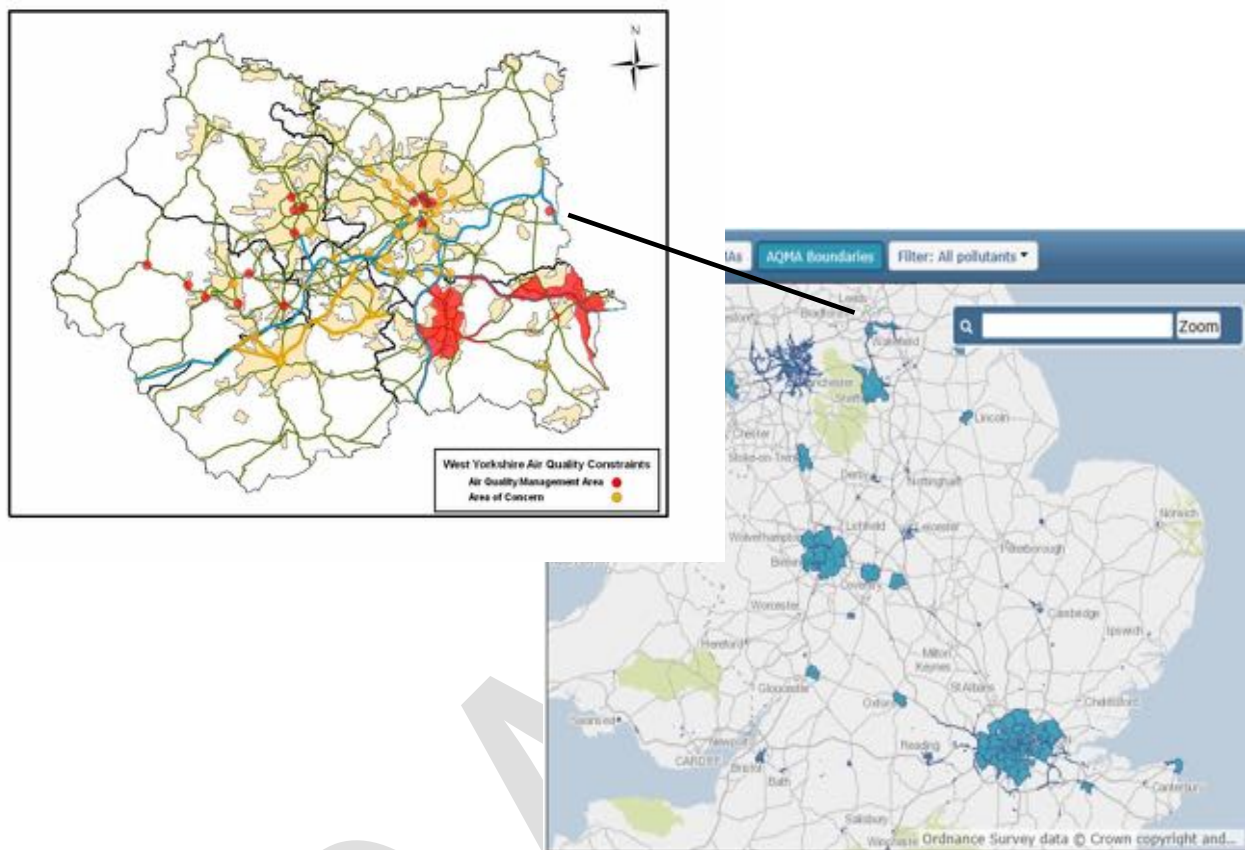 N
West Yorkshire Air Quality Constraints
Air Quality Management Area
Area of Concern
AQMA Boundaries
Filter: All pollutants
Zoom
Leeds
Wakefield
Lincoln
Chester
Stoke-on-Trent
Derby
Nottingham
Norwich
Lichfield
Leicester
Wolverhampton
Peterborough
Coventry
Worcester
Cambridge
Ipswich
Hereford
Milton
Keynes
Gloucester
St Albans
Oxford
Chelmsford
Swansea
Newport
Reading
CARDIFF
Bristol
Bath
Canterbury
Salisbury
Winchester
Ordnance Survey data © Crown copyright and...